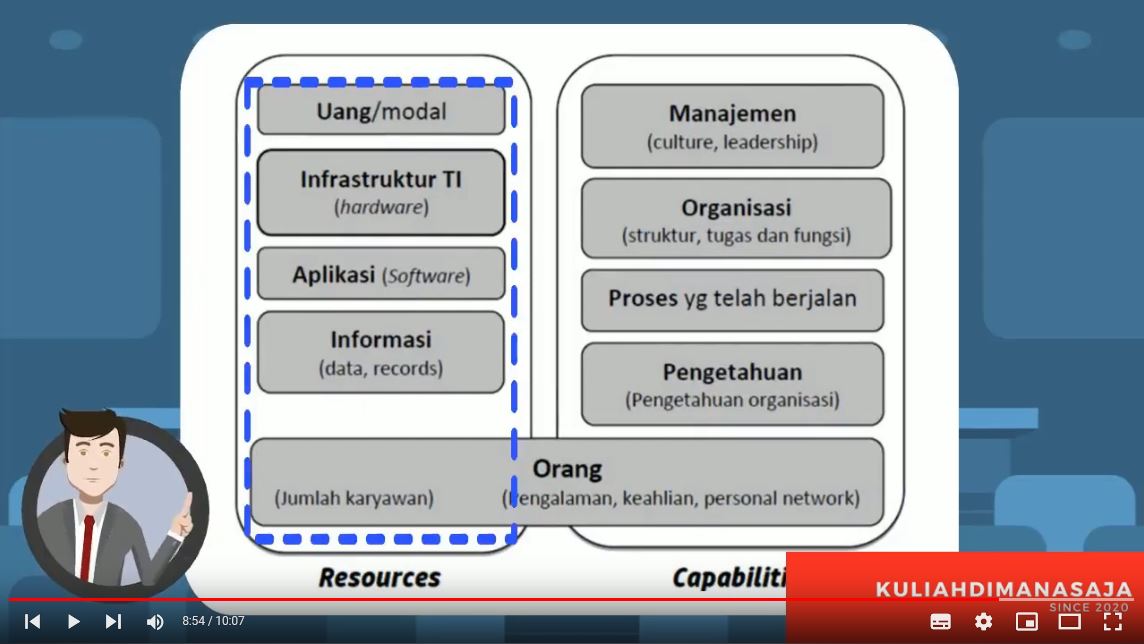 Uang/modal
Infrastruktur TI
(hardware)
Aplikasi (Software)
Informasi
(data, records)
Manajemen
(culture, leadership)
Organisasi
(struktur, tugas dan fungsi)
Proses yg telah berjalan
Pengetahuan
(Pengetahuan organisasi)
Orang
(Jumlah karyawan) (Pengalaman, keahlian, personal network)
Resources
Capabiliti
KULIAHDIMANASAJA
SINCE 2020
8:54 / 10:07